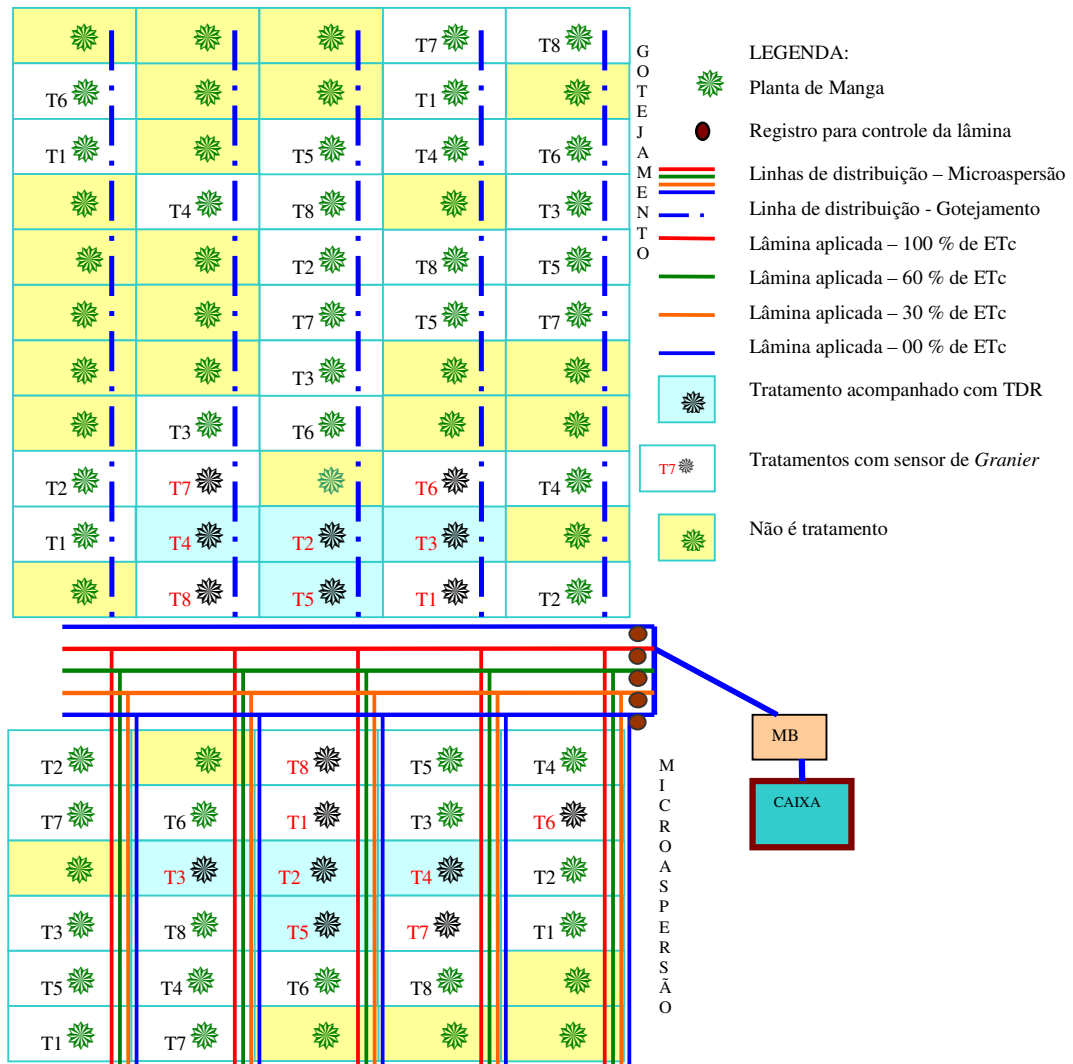 T7 T8
T6 T1
T1 T5 T4 T6
T4 T8 T3
T2 T8 T5
T7 T5 T7
T3
T3 T6
T2 T7 T6 T4
T1 T4 T2 T3
T8 T5 T1 T2
GOTEJAMENTO
LEGENDA:
Planta de Manga
Registro para controle da lâmina
Linhas de distribuição – Microaspersão
Linha de distribuição - Gotejamento
Lâmina aplicada – 100 % de ETc
Lâmina aplicada – 60 % de ETc
Lâmina aplicada – 30 % de ETc
Lâmina aplicada – 00 % de ETc
Tratamento acompanhado com TDR
T7 Tratamentos com sensor de Granier
Não é tratamento
MB
CAIXA
T2 T8 T5 T4
T7 T6 T1 T3 T6
T3 T2 T4 T2
T3 T8 T5 T7 T1
T5 T4 T6 T8
T1 T7
MICROASPERSÃO